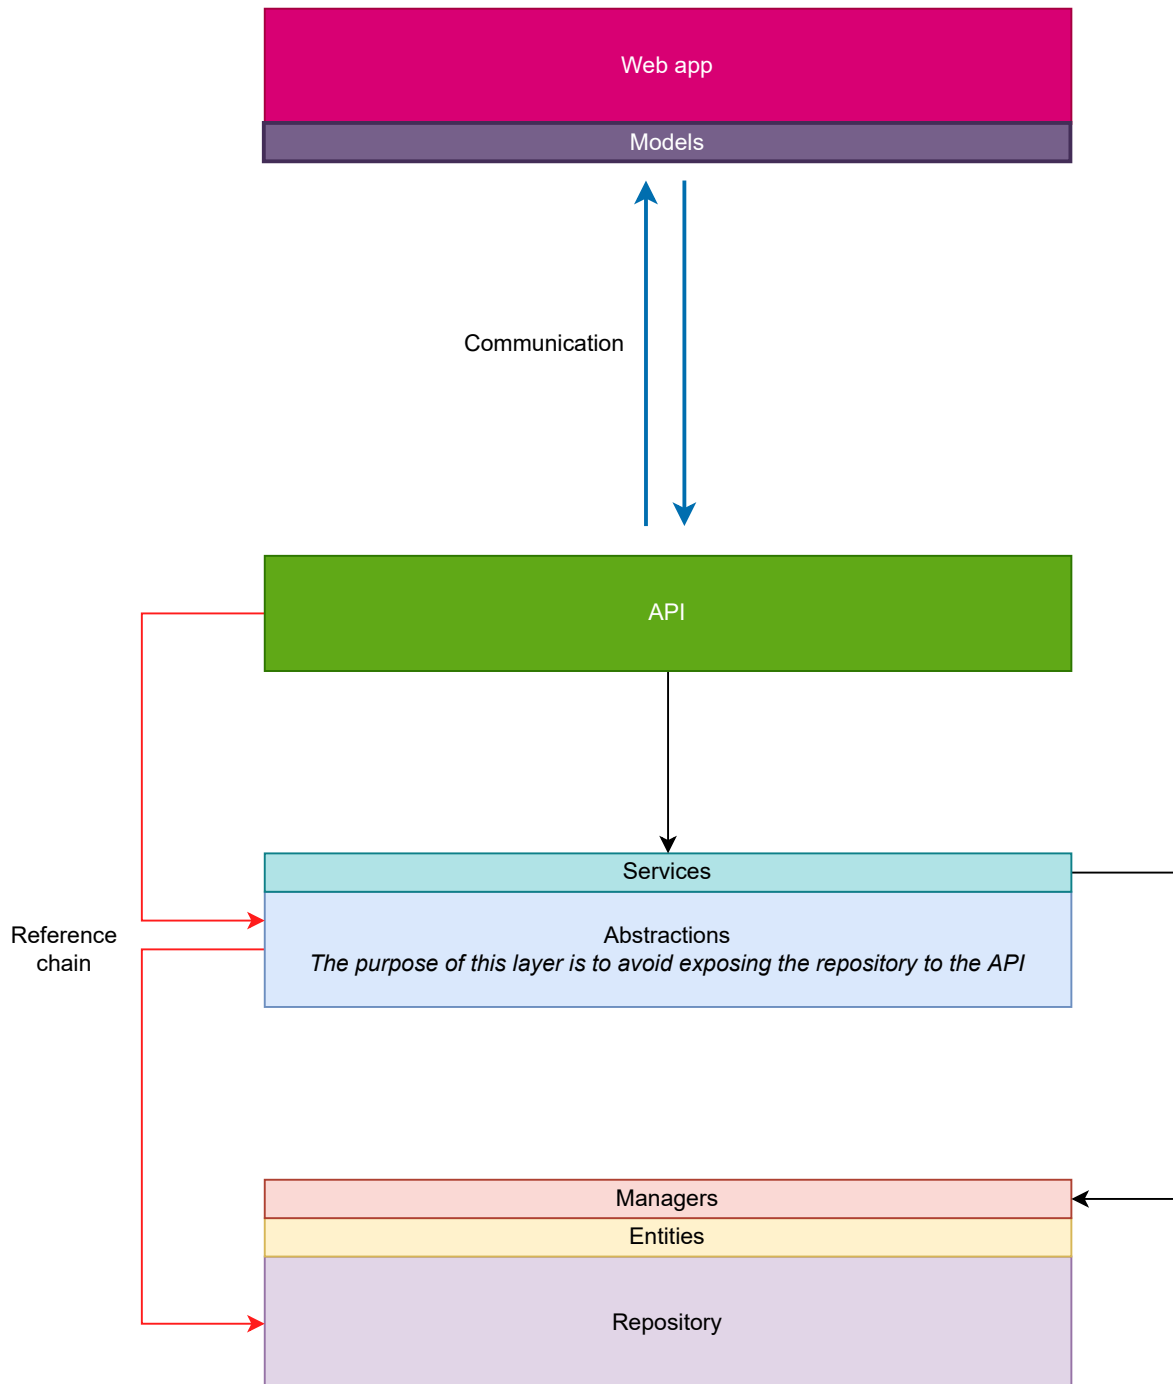 Web app
Models
Communication
API
Services
Reference
chain
Abstractions
The purpose of this layer is to avoid exposing the repository to the API
Managers
Entities
Repository